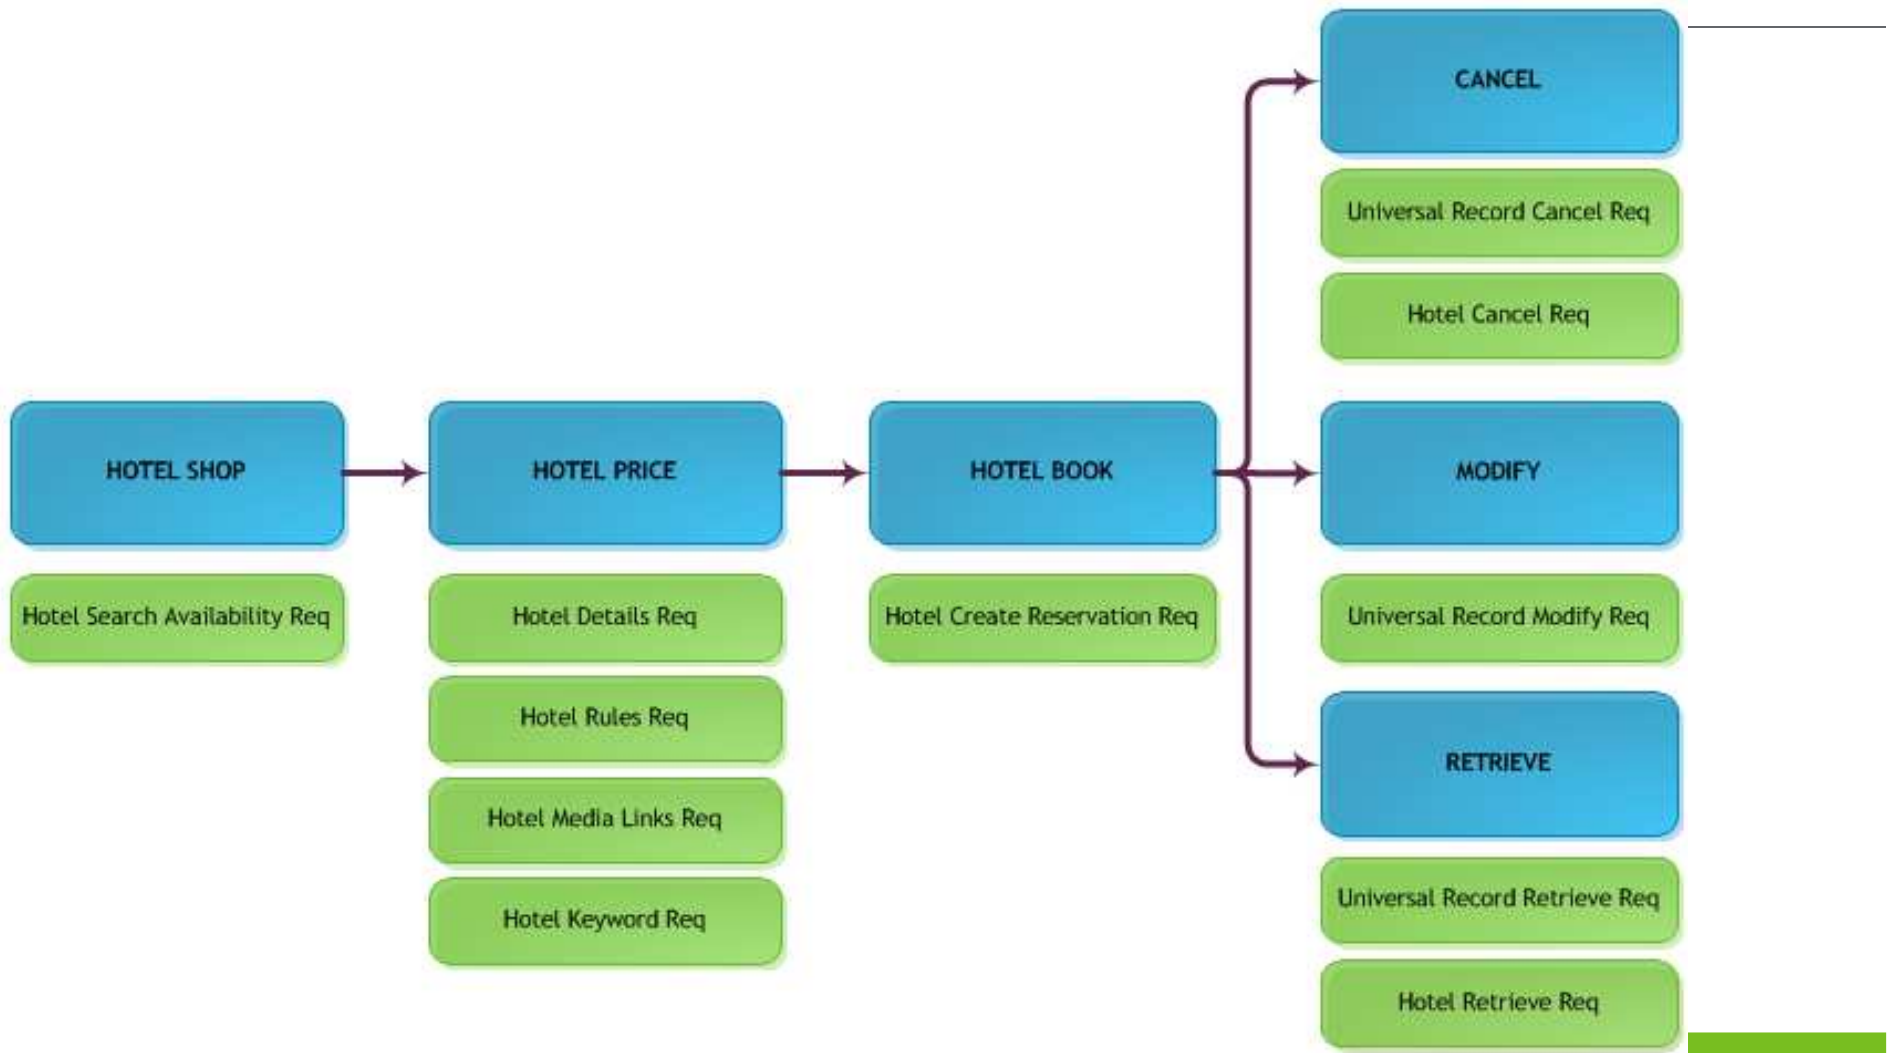 CANCEL
Universal Record Cancel Req
Hotel Cancel Req
HOTEL SHOP
Hotel Search Availability Req
HOTEL PRICE
Hotel Details Req
Hotel Rules Req
Hotel Media Links Req
Hotel Keyword Req
HOTEL BOOK
Hotel Create Reservation Req
MODIFY
Universal Record Modify Req
RETRIEVE
Universal Record Retrieve Req
Hotel Retrieve Req